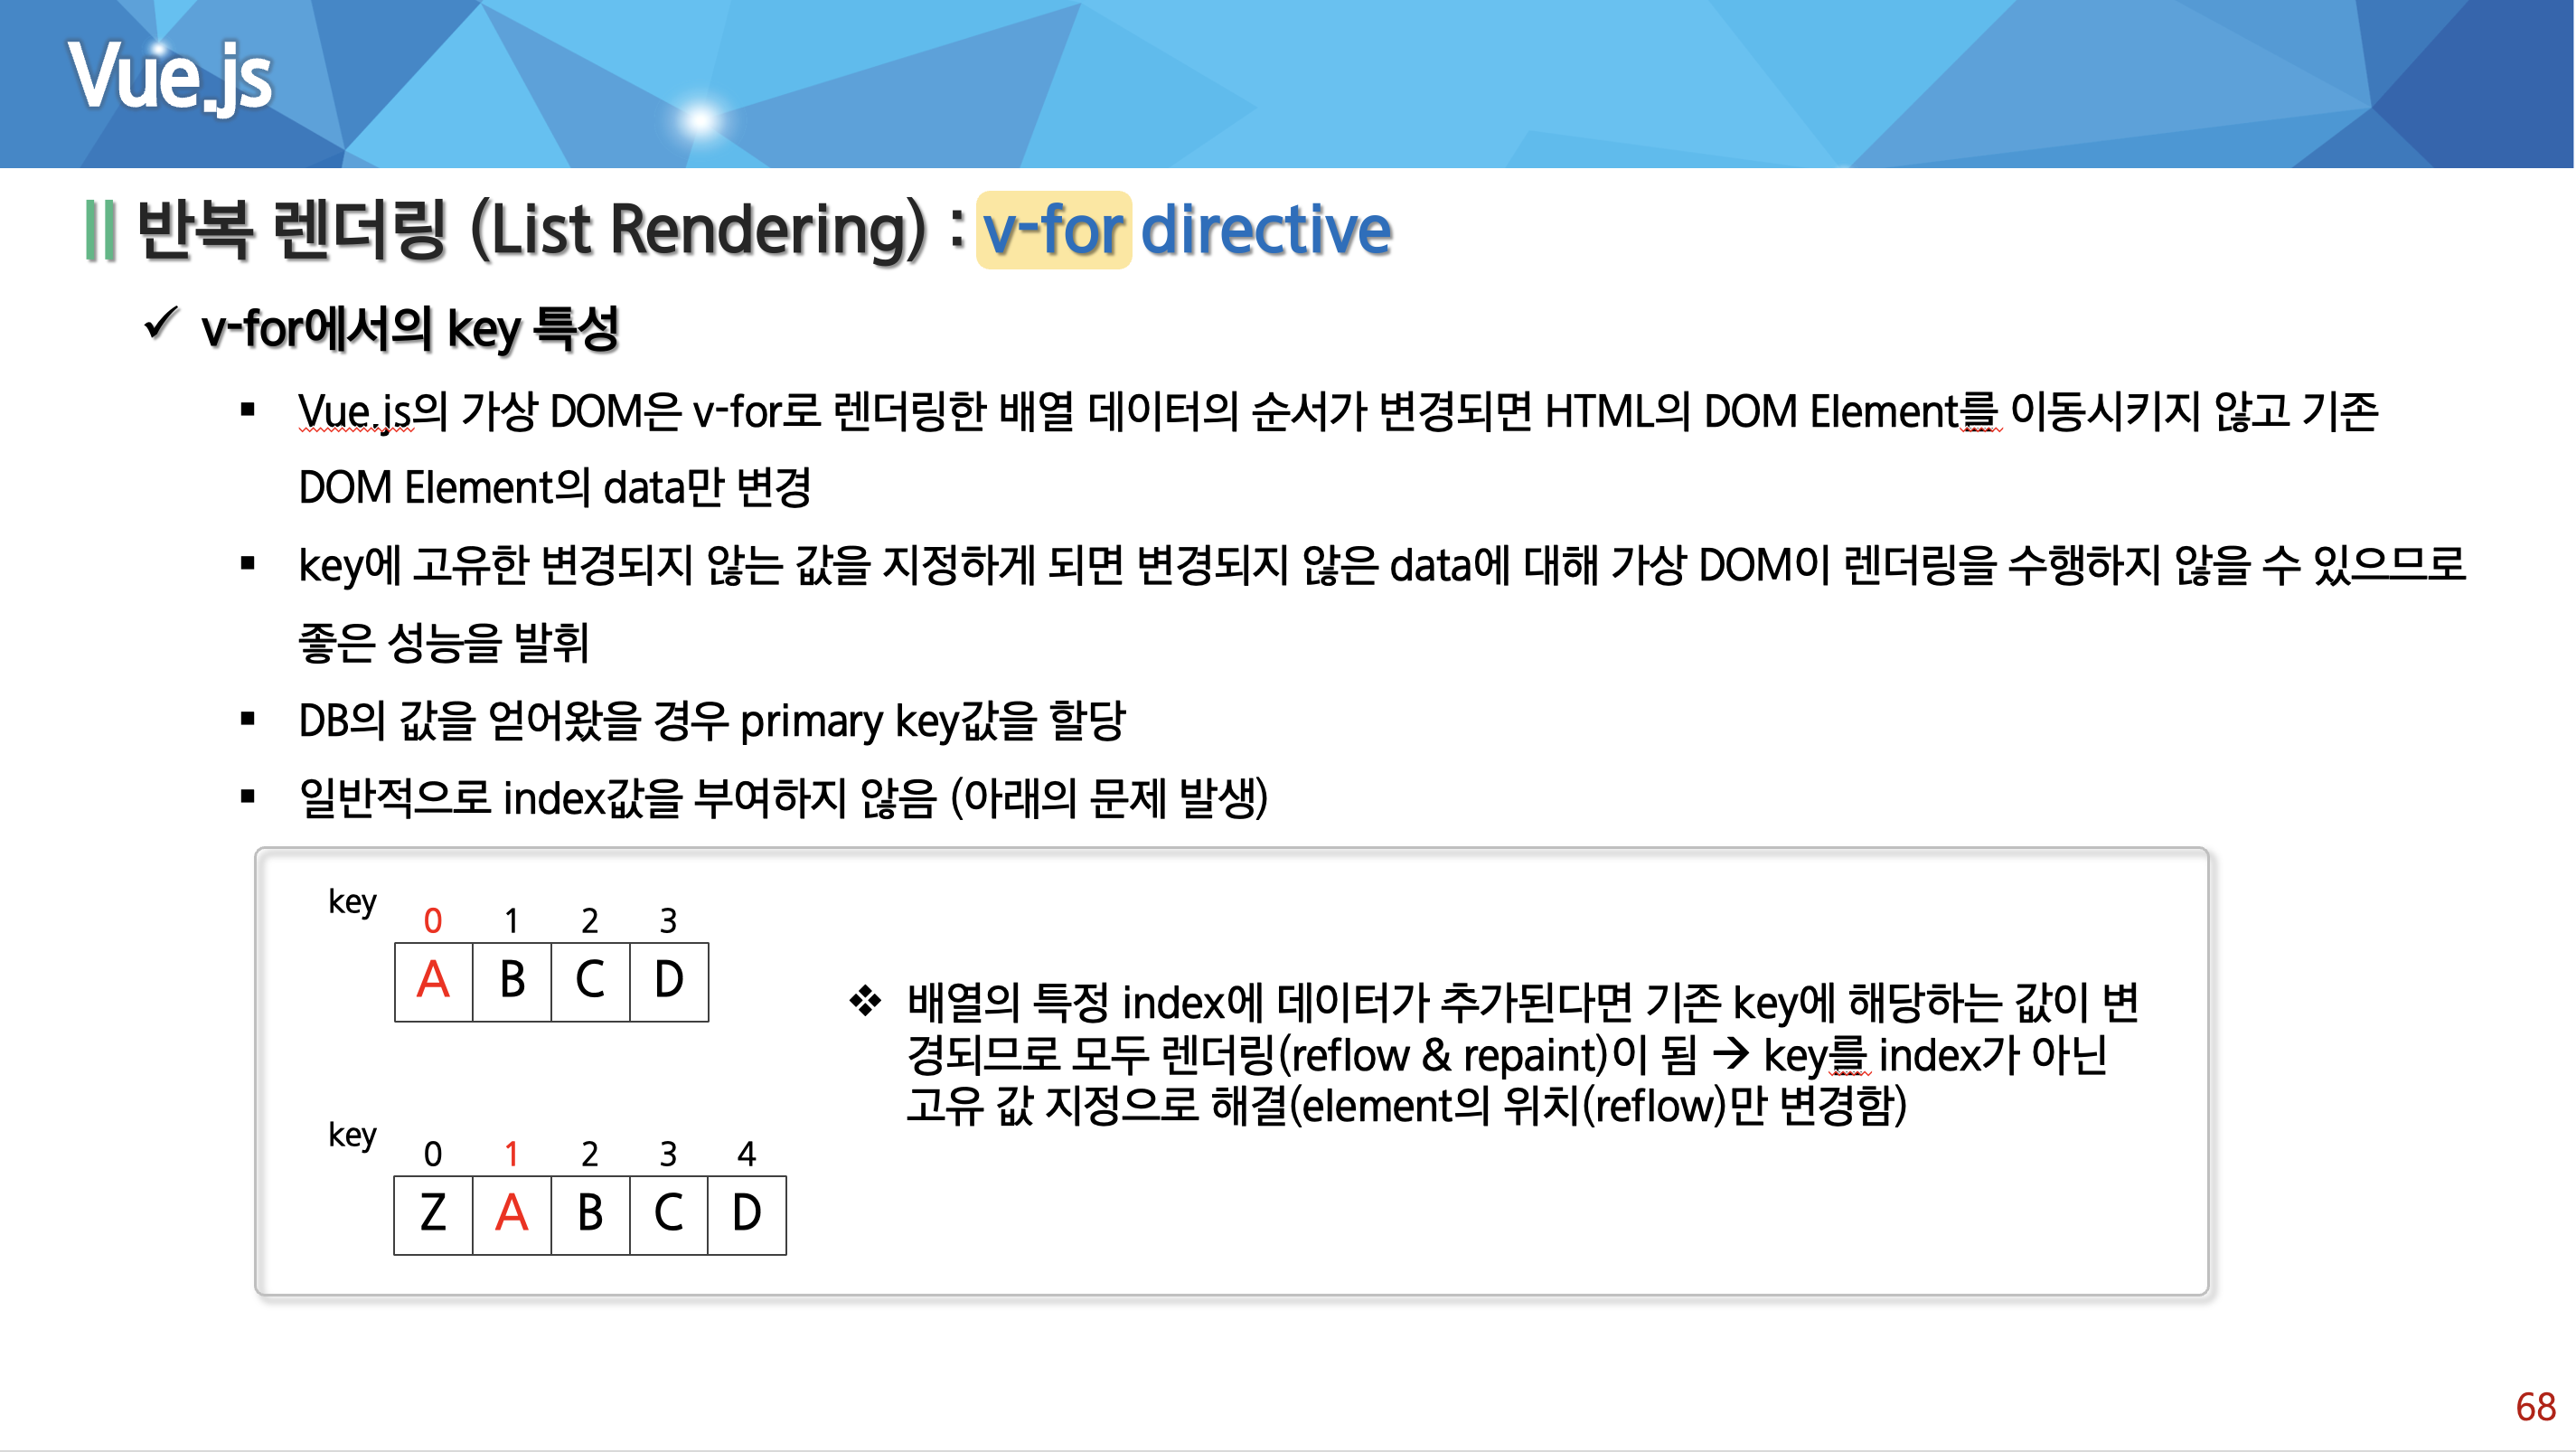 Vue.js
반복 렌더링 (List Rendering) : v-for directive
✓ v-for에서의 key 특성
▪ Vue.js의 가상 DOM은 v-for로 렌더링한 배열 데이터의 순서가 변경되면 HTML의 DOM Element를 이동시키지 않고 기존
DOM Element의 data만 변경
▪ key에 고유한 변경되지 않는 값을 지정하게 되면 변경되지 않은 data에 대해 가상 DOM이 렌더링을 수행하지 않을 수 있으므로
좋은 성능을 발휘
▪ DB의 값을 얻어왔을 경우 primary key값을 할당
▪ 일반적으로 index값을 부여하지 않음 (아래의 문제 발생)
key
0 1 2 3
A B C D
❖ 배열의 특정 index에 데이터가 추가된다면 기존 key에 해당하는 값이 변
경되므로 모두 렌더링(reflow & repaint)이 됨 → key를 index가 아닌
고유 값 지정으로 해결(element의 위치(reflow)만 변경함)
key
0 1 2 3 4
Z A B C D
68